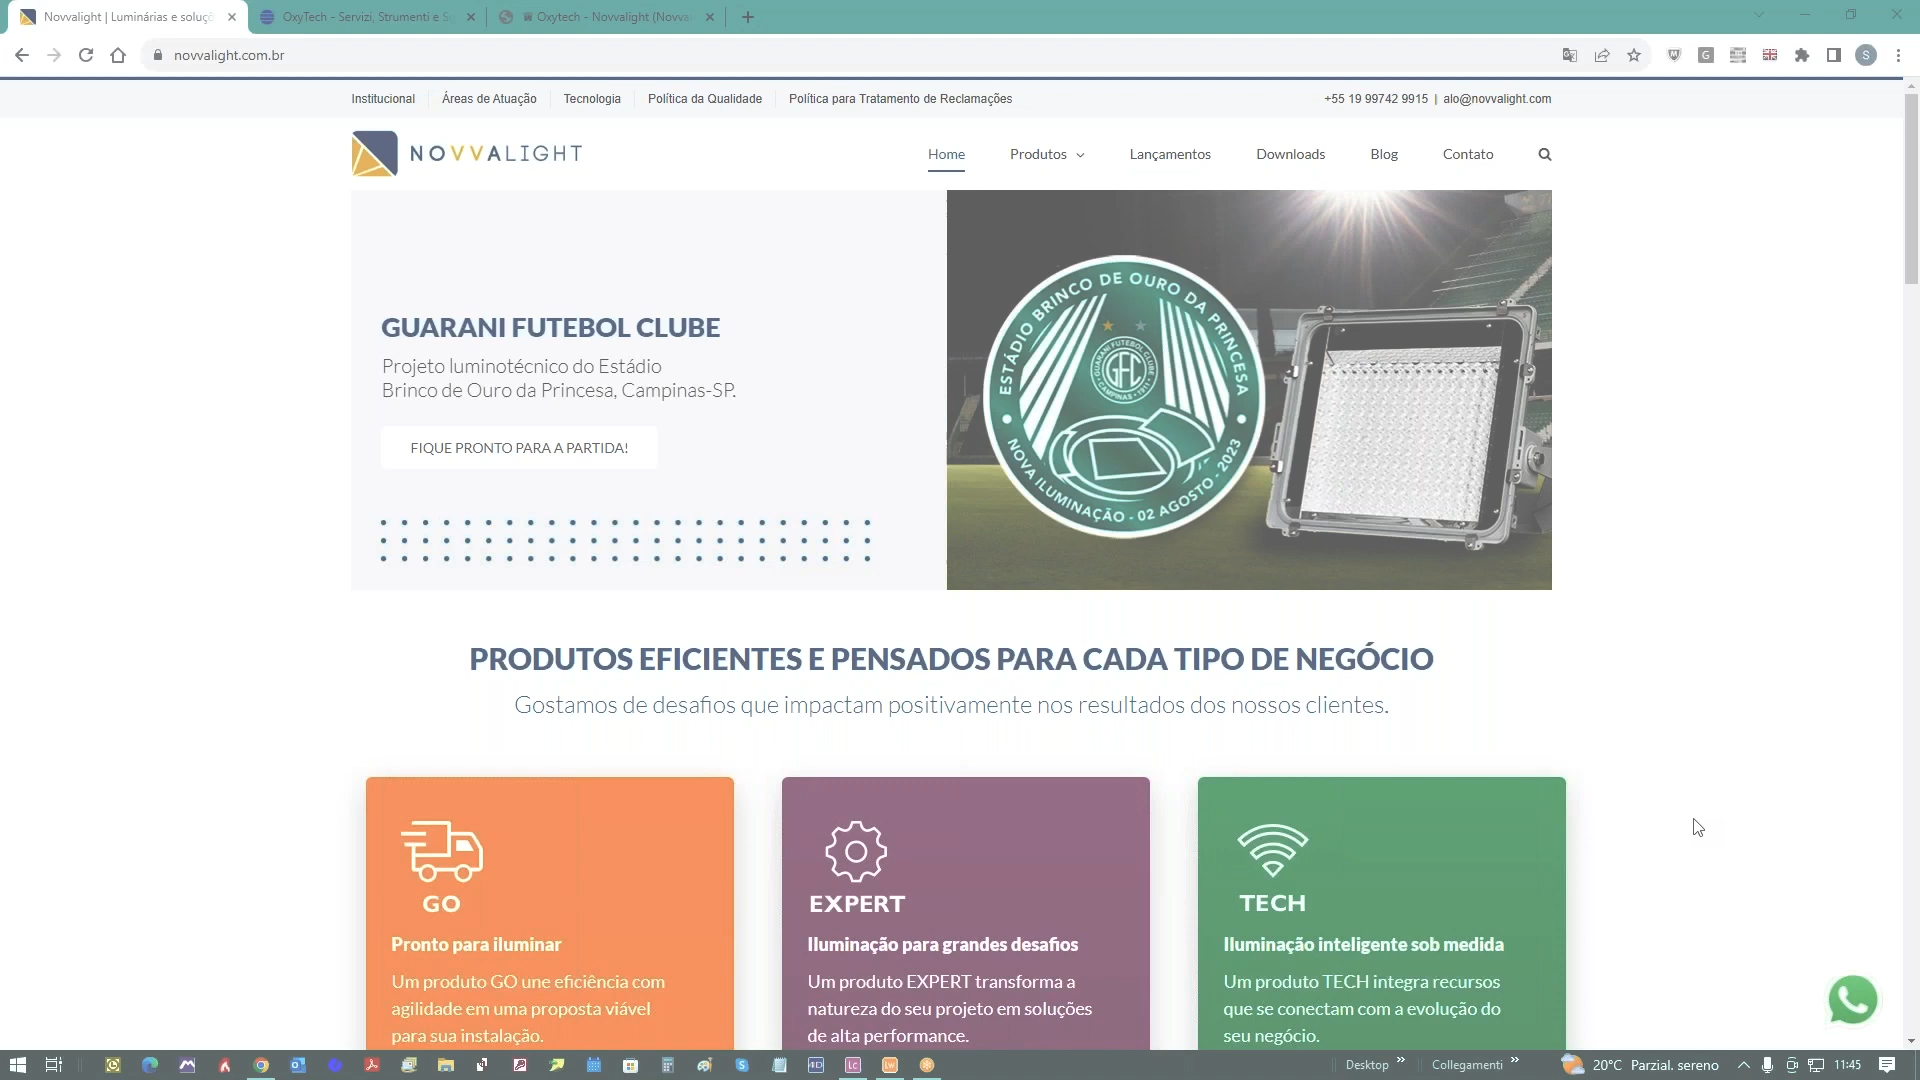 Novvalight | Luminárias e soluçõ
OxyTech - Servizi, Strumenti e S
Oxytech - Novvalight (Novva
novvalight.com.br
Institucional
Áreas de Atuação
Tecnologia
Política da Qualidade
Política para Tratamento de Reclamações
+55 19 99742 9915 | alo@novvalight.com
NOVVALIGHT
Home
Produtos
Lançamentos
Downloads
Blog
Contato
GUARANI FUTEBOL CLUBE
Projeto luminotécnico do Estádio
Brinco de Ouro da Princesa, Campinas-SP.
FIQUE PRONTO PARA A PARTIDA!
ESTÁDIO BRINCO DE OURO DA PRINCESA
GUARANI FUTEBOL CLUBE
GFC
CAMPINAS • 1911
NOVA ILUMINAÇÃO - 02 AGOSTO - 2023
PRODUTOS EFICIENTES E PENSADOS PARA CADA TIPO DE NEGÓCIO
Gostamos de desafios que impactam positivamente nos resultados dos nossos clientes.
GO
Pronto para iluminar
Um produto GO une eficiência com
agilidade em uma proposta viável
para sua instalação.
EXPERT
Iluminação para grandes desafios
Um produto EXPERT transforma a
natureza do seu projeto em soluções
de alta performance.
TECH
Iluminação inteligente sob medida
Um produto TECH integra recursos
que se conectam com a evolução do
seu negócio.
Desktop
Collegamenti
20°C Parzial. sereno
11:45